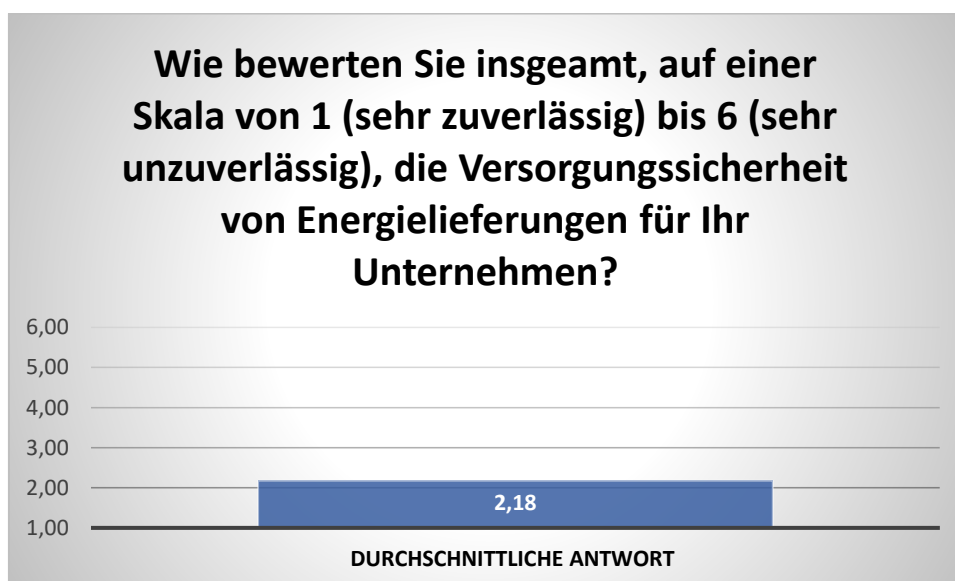 Wie bewerten Sie insgeamt, auf einer
Skala von 1 (sehr zuverlässig) bis 6 (sehr
unzuverlässig), die Versorgungssicherheit
von Energielieferungen für Ihr
Unternehmen?
6,00
5,00
4,00
3,00
2,00
1,00
2,18
DURCHSCHNITTLICHE ANTWORT